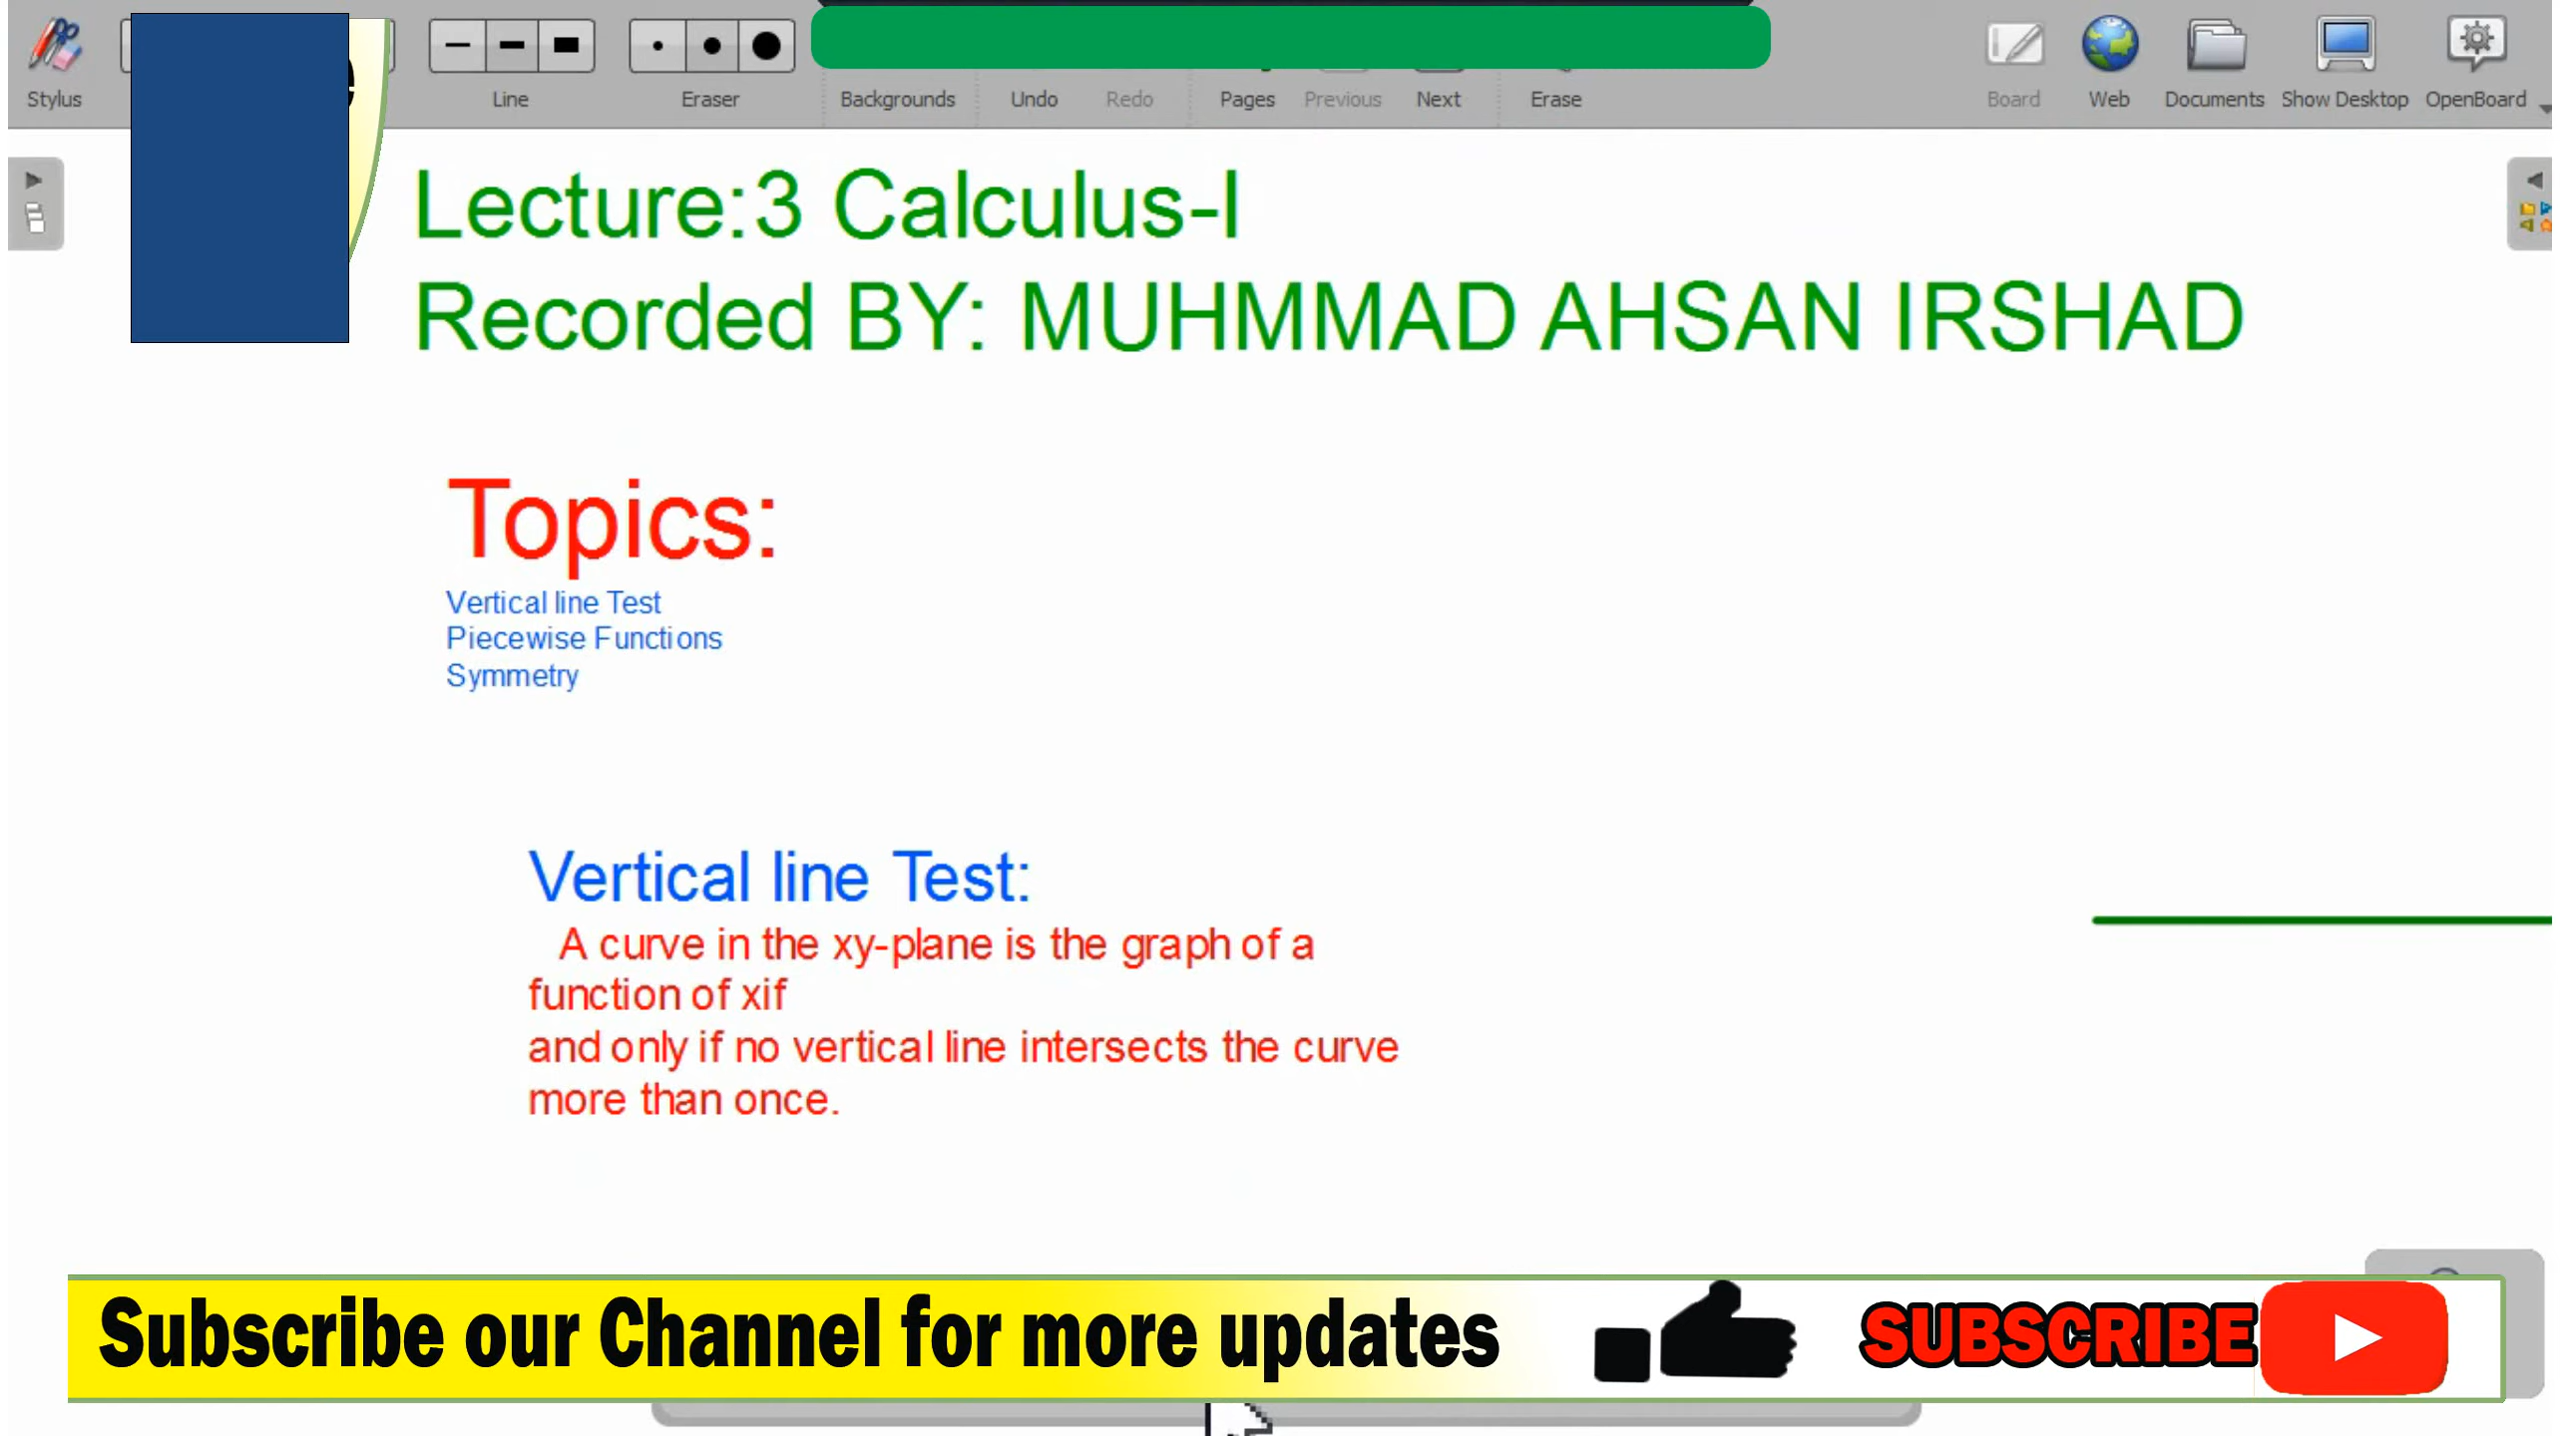 Stylus
Line
Eraser
Backgrounds
Undo
Redo
Pages
Previous
Next
Erase
Board
Web
Documents
Show Desktop
OpenBoard
Lecture:3 Calculus-I
Recorded BY: MUHMMAD AHSAN IRSHAD
Topics:
Vertical line Test
Piecewise Functions
Symmetry
Vertical line Test:
A curve in the xy-plane is the graph of a
function of xif
and only if no vertical line intersects the curve
more than once.
Subscribe our Channel for more updates
SUBSCRIBE